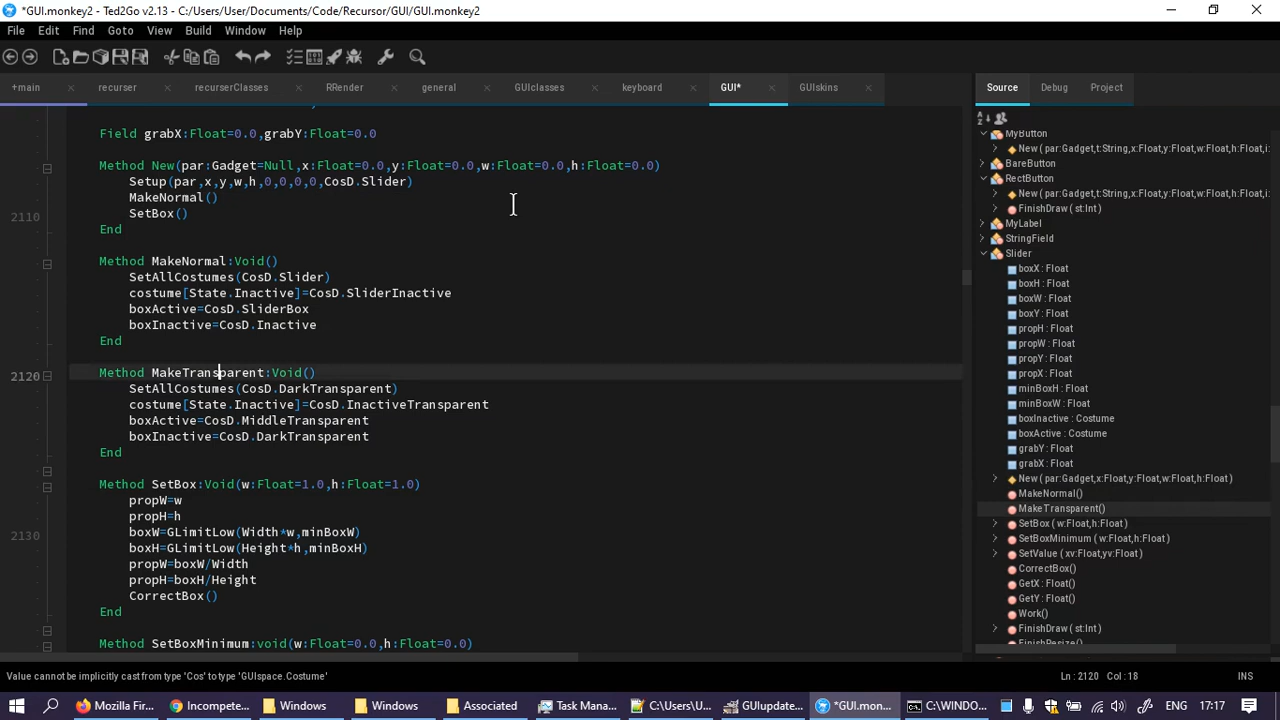 *GUI.monkey2 - Ted2Go v2.13 - C:/Users/User/Documents/Code/Recursor/GUI/GUI.monkey2
File Edit Find Goto View Build Window Help
+main recurser recurserClasses RRender general GUIclasses keyboard GUI* GUIskins Source Debug Project
Field grabX:Float=0.0,grabY:Float=0.0
Method New(par:Gadget=Null,x:Float=0.0,y:Float=0.0,w:Float=0.0,h:Float=0.0)
Setup(par,x,y,w,h,0,0,0,0,CosD.Slider)
MakeNormal()
2110 SetBox()
End
Method MakeNormal:Void()
SetAllCostumes(CosD.Slider)
costume[State.Inactive]=CosD.SliderInactive
boxActive=CosD.SliderBox
boxInactive=CosD.Inactive
End
2120 Method MakeTransparent:Void()
SetAllCostumes(CosD.DarkTransparent)
costume[State.Inactive]=CosD.InactiveTransparent
boxActive=CosD.MiddleTransparent
boxInactive=CosD.DarkTransparent
End
Method SetBox:Void(w:Float=1.0,h:Float=1.0)
propW=w
propH=h
2130 boxW=GLimitLow(Width*w,minBoxW)
boxH=GLimitLow(Height*h,minBoxH)
propW=boxW/Width
propH=boxH/Height
CorrectBox()
End
Method SetBoxMinimum:void(w:Float=0.0,h:Float=0.0)
MyButton
New ( par:Gadget,t:String,x:Float,y:Float,w:Float,h:Float,i:
BareButton
RectButton
New ( par:Gadget,t:String,x:Float,y:Float,w:Float,h:Float,i:
FinishDraw ( st:Int )
MyLabel
StringField
Slider
boxX : Float
boxH : Float
boxW : Float
boxY : Float
propH : Float
propW : Float
propY : Float
propX : Float
minBoxH : Float
minBoxW : Float
boxInactive : Costume
boxActive : Costume
grabY : Float
grabX : Float
New ( par:Gadget,x:Float,y:Float,w:Float,h:Float )
MakeNormal()
MakeTransparent()
SetBox ( w:Float,h:Float )
SetBoxMinimum ( w:Float,h:Float )
SetValue ( xv:Float,yv:Float )
CorrectBox()
GetX : Float()
GetY : Float()
Work()
FinishDraw ( st:Int )
FinishResize()
Value cannot be implicitly cast from type 'Cos' to type 'GUIspace.Costume' Ln : 2120 Col : 18 INS
Mozilla Fir... Incompete... Windows Windows Associated Task Mana... C:\Users\U... GUIupdate... *GUI.mon... C:\WINDO... 17:17